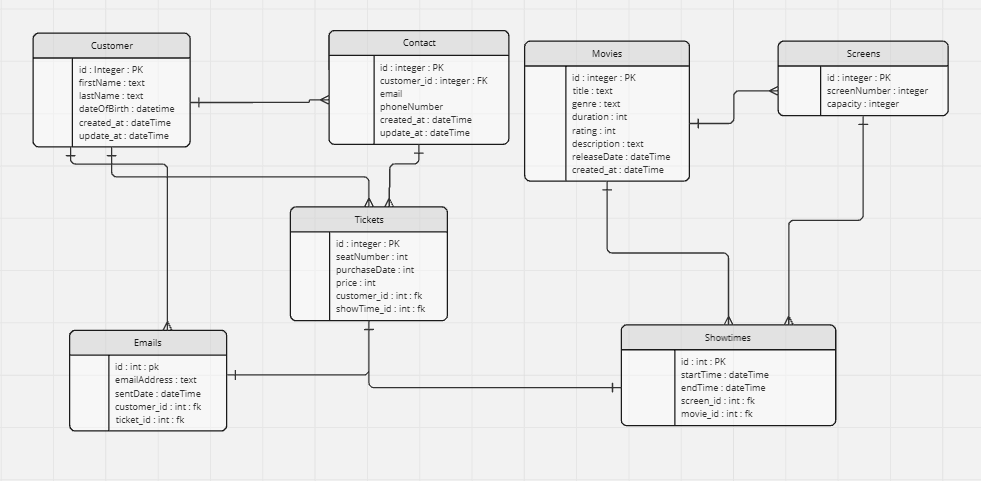 Customer
id : Integer : PK
firstName : text
lastName : text
dateOfBirth : datetime
created_at : dateTime
update_at : dateTime
Contact
id : integer : PK
customer_id : integer : FK
email
phoneNumber
created_at : dateTime
update_at : dateTime
Movies
id : integer : PK
title : text
genre : text
duration : int
rating : int
description : text
releaseDate : dateTime
created_at : dateTime
Screens
id : integer : PK
screenNumber : integer
capacity : integer
Tickets
id : integer : PK
seatNumber : int
purchaseDate : int
price : int
customer_id : int : fk
showTime_id : int : fk
Emails
id : int : pk
emailAddress : text
sentDate : dateTime
customer_id : int : fk
ticket_id : int : fk
Showtimes
id : int : PK
startTime : dateTime
endTime : dateTime
screen_id : int : fk
movie_id : int : fk